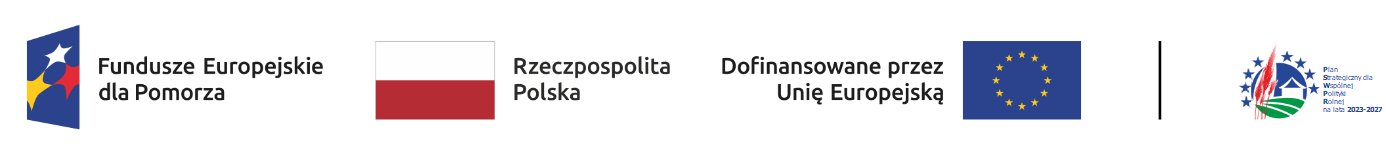 Fundusze Europejskie
dla Pomorza
Rzeczpospolita
Polska
Dofinansowane przez
Unię Europejską
Plan
Strategiczny dla
Wspólnej
Polityki
Rolnej
na lata 2023-2027